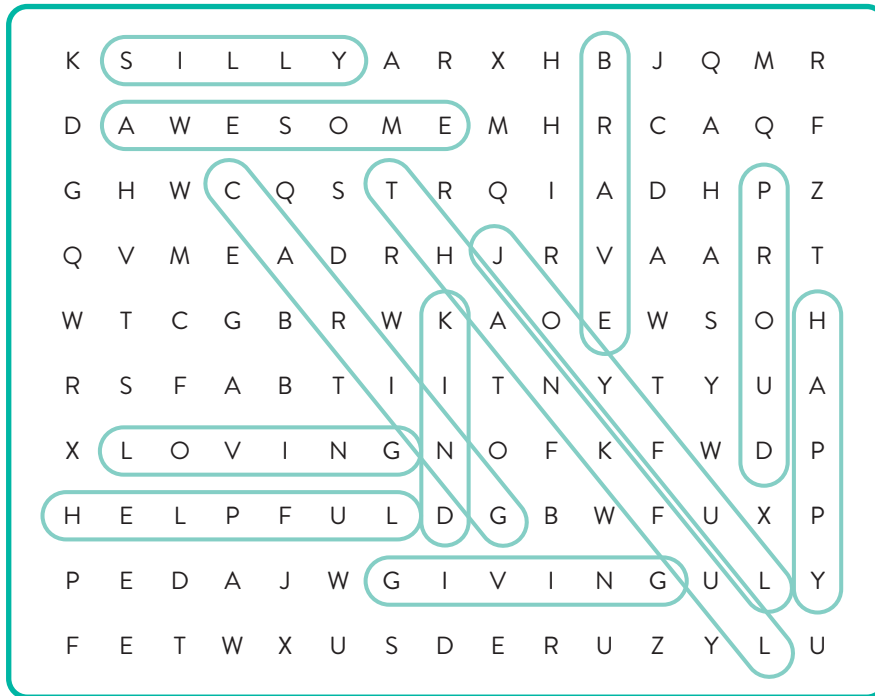 K S I L L Y A R X H B J Q M R
D A W E S O M E M H R C A Q F
G H W C Q S T R Q I A D H P Z
Q V M E A D R H J R V A A R T
W T C G B R W K A O E W S O H
R S F A B T I I T N Y T Y U A
X L O V I N G N O F K F W D P
H E L P F U L D G B W F U X P
P E D A J W G I V I N G U L Y
F E T W X U S D E R U Z Y L U